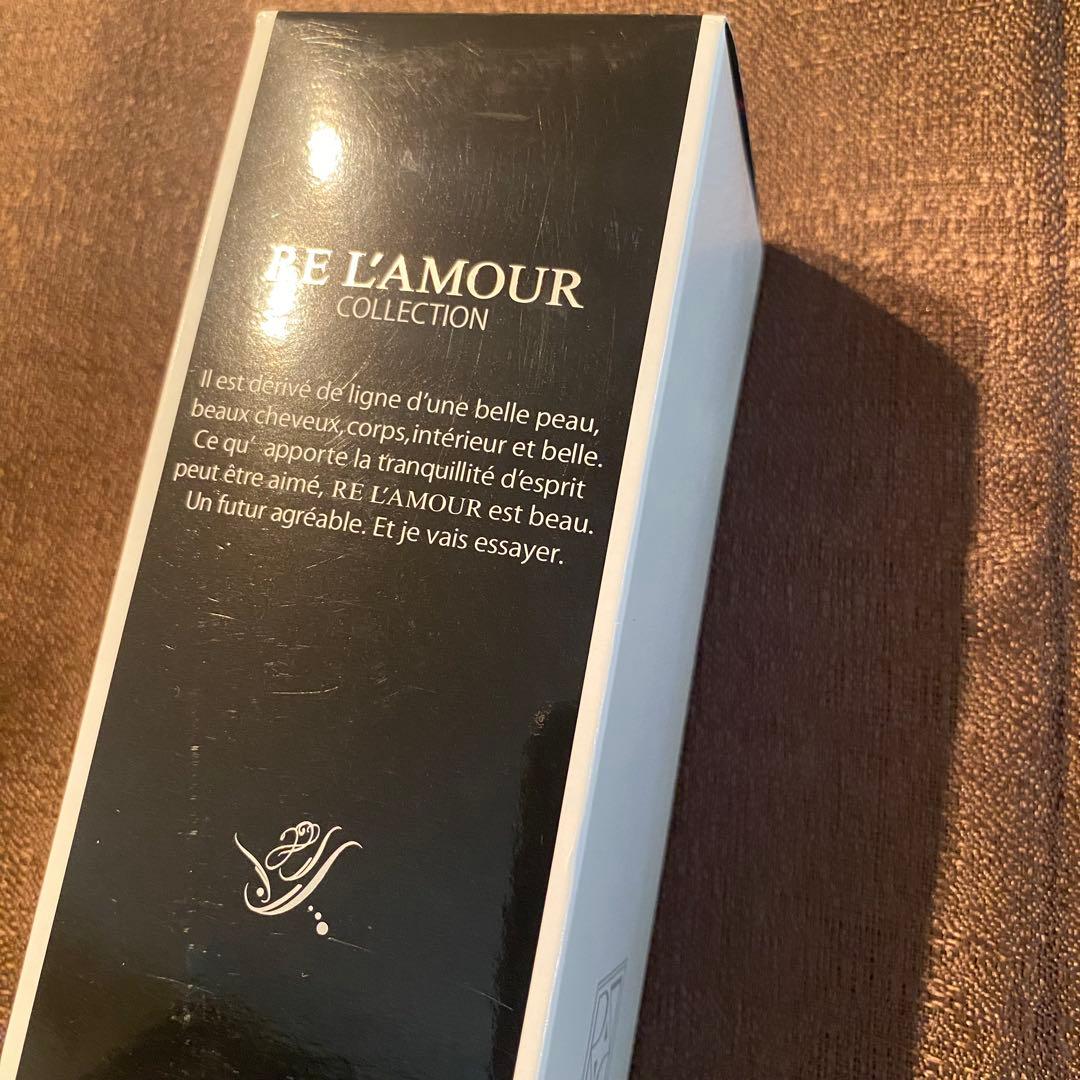 RE L'AMOUR
COLLECTION
Il est dérivé de ligne d'une belle peau,
beaux cheveux,corps,intérieur et belle.
Ce qu' apporte la tranquillité d'esprit
peut être aimé, RE L'AMOUR est beau.
Un futur agréable. Et je vais essayer.